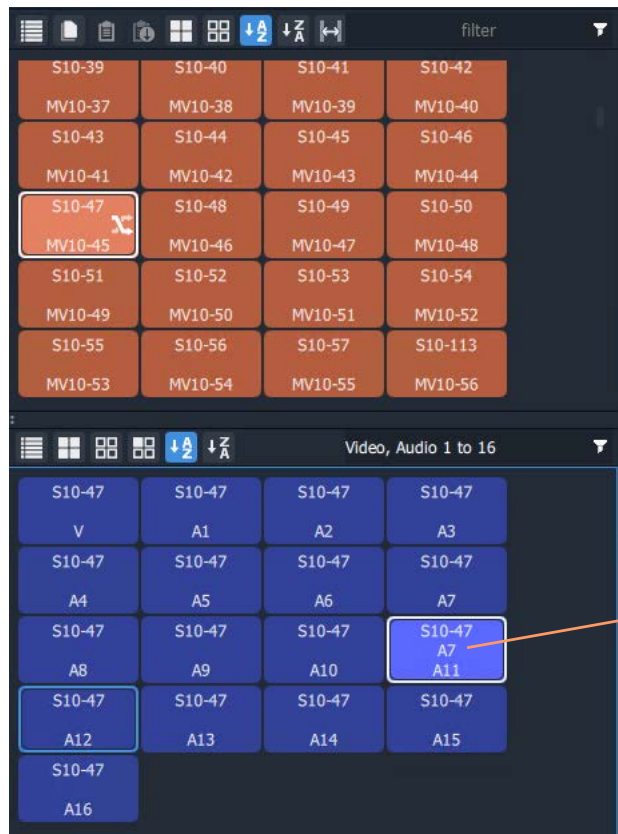 filter
S10-39 S10-40 S10-41 S10-42
MV10-37 MV10-38 MV10-39 MV10-40
S10-43 S10-44 S10-45 S10-46
MV10-41 MV10-42 MV10-43 MV10-44
S10-47 S10-48 S10-49 S10-50
MV10-45 MV10-46 MV10-47 MV10-48
S10-51 S10-52 S10-53 S10-54
MV10-49 MV10-50 MV10-51 MV10-52
S10-55 S10-56 S10-57 S10-113
MV10-53 MV10-54 MV10-55 MV10-56
Video, Audio 1 to 16
S10-47 S10-47 S10-47 S10-47
V A1 A2 A3
S10-47 S10-47 S10-47 S10-47
A4 A5 A6 A7
S10-47 S10-47 S10-47 S10-47
A7
A8 A9 A10 A11
S10-47 S10-47 S10-47 S10-47
A12 A13 A14 A15
S10-47
A16